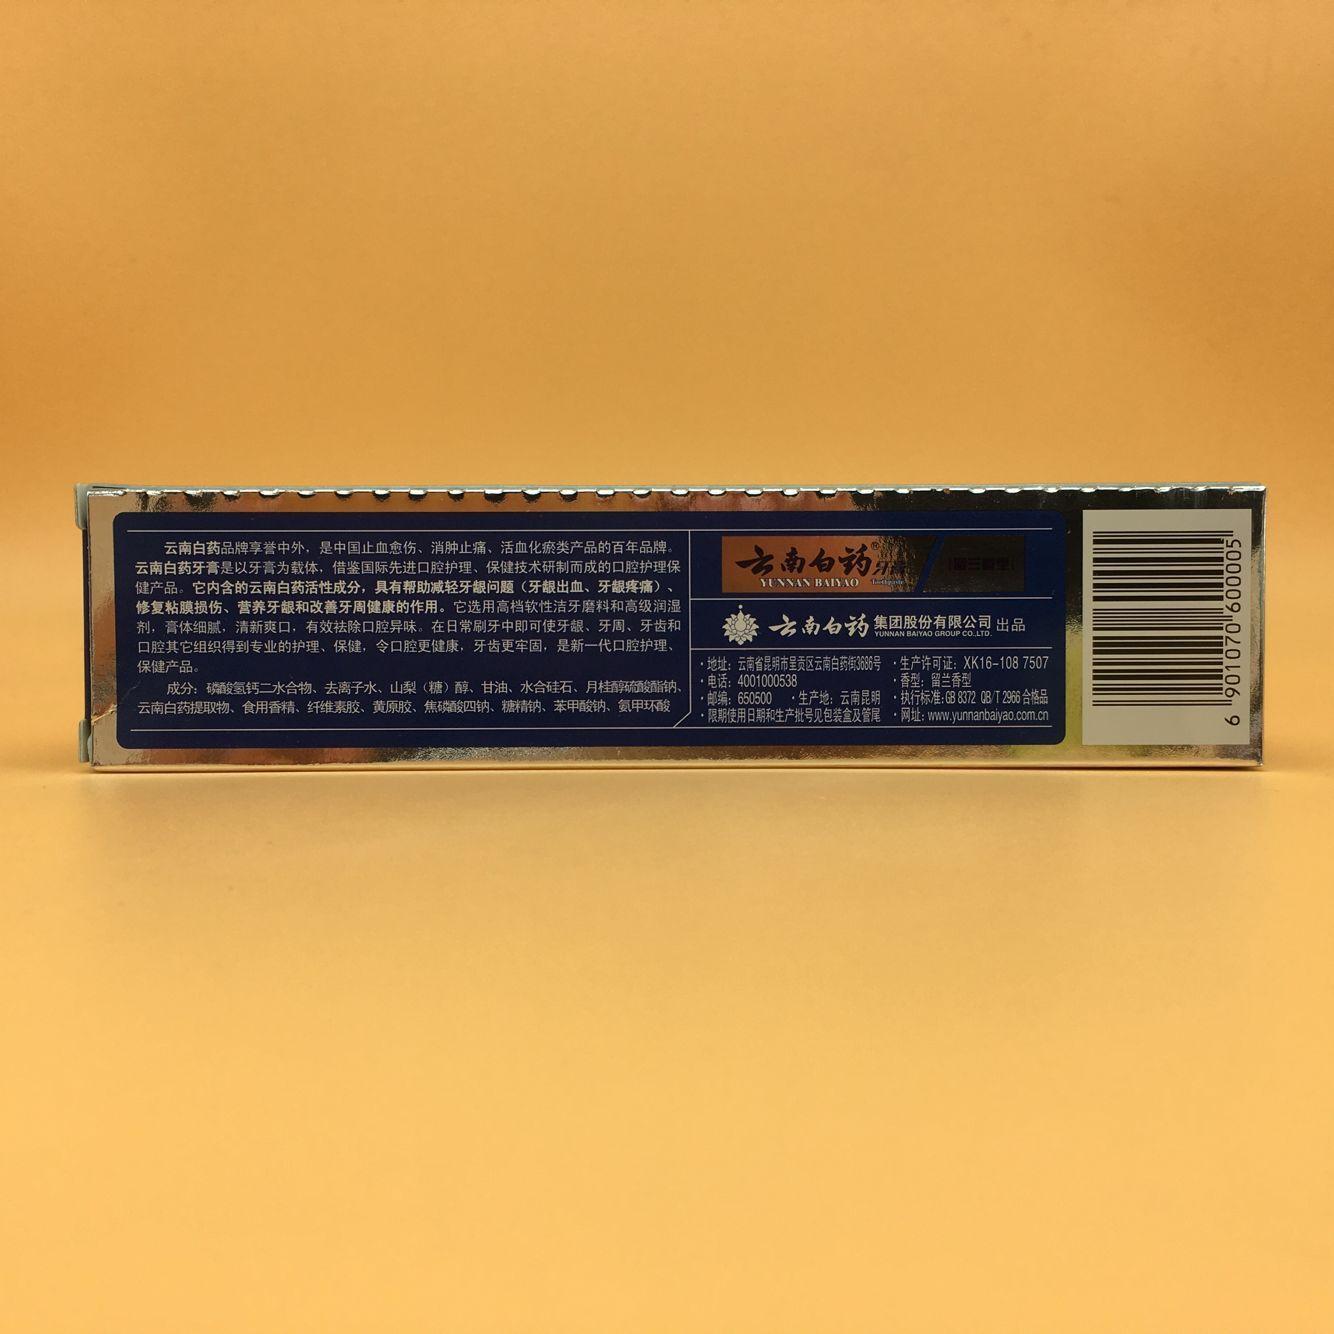 云南白药品牌享誉中外，是中国止血愈伤、消肿止痛、活血化瘀类产品的百年品牌。
云南白药牙膏是以牙膏为载体，借鉴国际先进口腔护理、保健技术研制而成的口腔护理保
健产品。它内含的云南白药活性成分，具有帮助减轻牙龈问题（牙龈出血、牙龈疼痛）、
修复粘膜损伤、营养牙龈和改善牙周健康的作用。它选用高档软性洁牙磨料和高级润湿
剂，膏体细腻，清新爽口，有效祛除口腔异味。在日常刷牙中即可使牙龈、牙周、牙齿和
口腔其它组织得到专业的护理、保健，令口腔更健康，牙齿更牢固，是新一代口腔护理、
保健产品。
成分：磷酸氢钙二水合物、去离子水、山梨（糖）醇、甘油、水合硅石、月桂醇硫酸酯钠、
云南白药提取物、食用香精、纤维素胶、黄原胶、焦磷酸四钠、糖精钠、苯甲酸钠、氨甲环酸
云南白药®牙膏
YUNNAN BAIYAO Toothpaste
云南白药 集团股份有限公司 出品
YUNNAN BAIYAO GROUP CO.,LTD.
·地址：云南省昆明市呈贡区云南白药街3686号
·电话：4001000538
·邮编：650500 ·生产地：云南昆明
·限期使用日期和生产批号见包装盒及管尾
·生产许可证：XK16-108 7507
·香型：留兰香型
·执行标准：GB 8372 QB/T 2966 合格品
·网址：www.yunnanbaiyao.com.cn
6 901070 600005